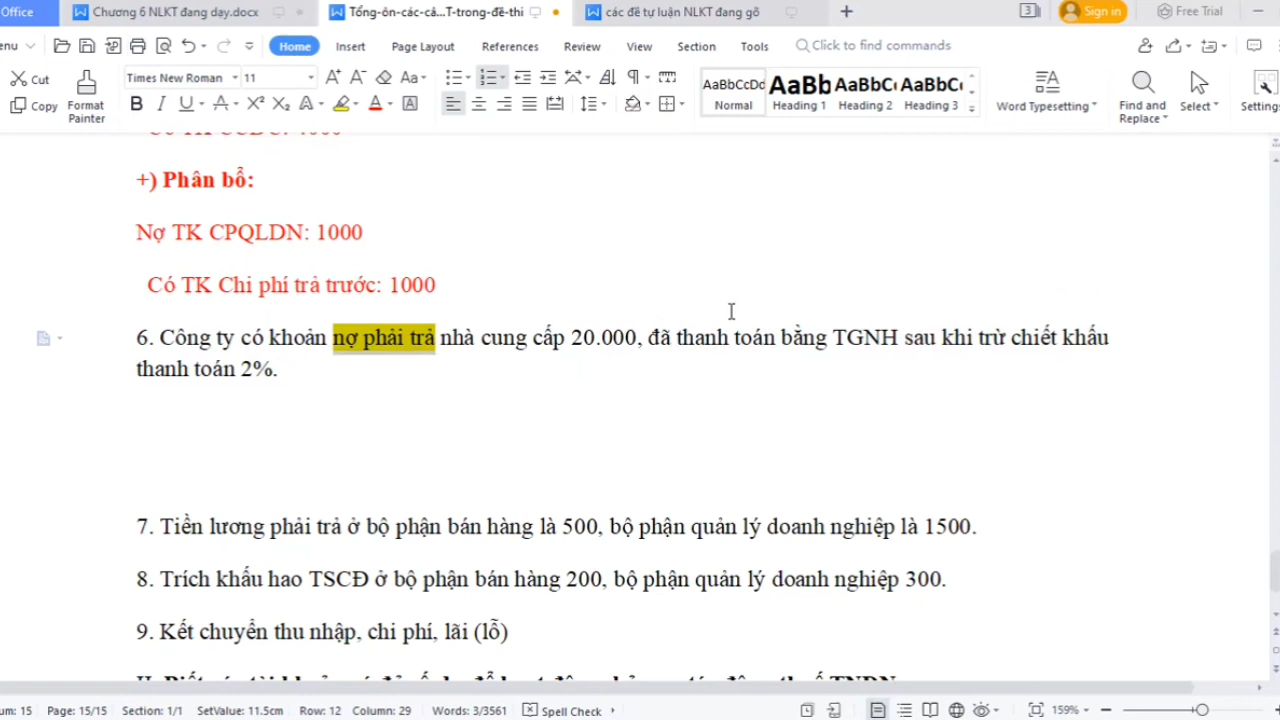 Office
Chương 6 NLKT đang dạy.docx
Tổng-ôn-các-câ...T-trong-đề-thi
các đề tự luận NLKT đang gõ
3
Sign in
Free Trial
enu
Home
Insert
Page Layout
References
Review
View
Section
Tools
Click to find commands
Cut
Copy
Format Painter
Times New Roman
11
AaBbCcDd
Normal
AaBb
Heading 1
AaBbC
Heading 2
AaBbC
Heading 3
Word Typesetting
Find and Replace
Select
Settings
+) Phân bổ:
Nợ TK CPQLDN: 1000
Có TK Chi phí trả trước: 1000
6. Công ty có khoản nợ phải trả nhà cung cấp 20.000, đã thanh toán bằng TGNH sau khi trừ chiết khấu
thanh toán 2%.
7. Tiền lương phải trả ở bộ phận bán hàng là 500, bộ phận quản lý doanh nghiệp là 1500.
8. Trích khấu hao TSCĐ ở bộ phận bán hàng 200, bộ phận quản lý doanh nghiệp 300.
9. Kết chuyển thu nhập, chi phí, lãi (lỗ)
um: 15
Page: 15/15
Section: 1/1
SetValue: 11.5cm
Row: 12
Column: 29
Words: 3/3561
Spell Check
159%